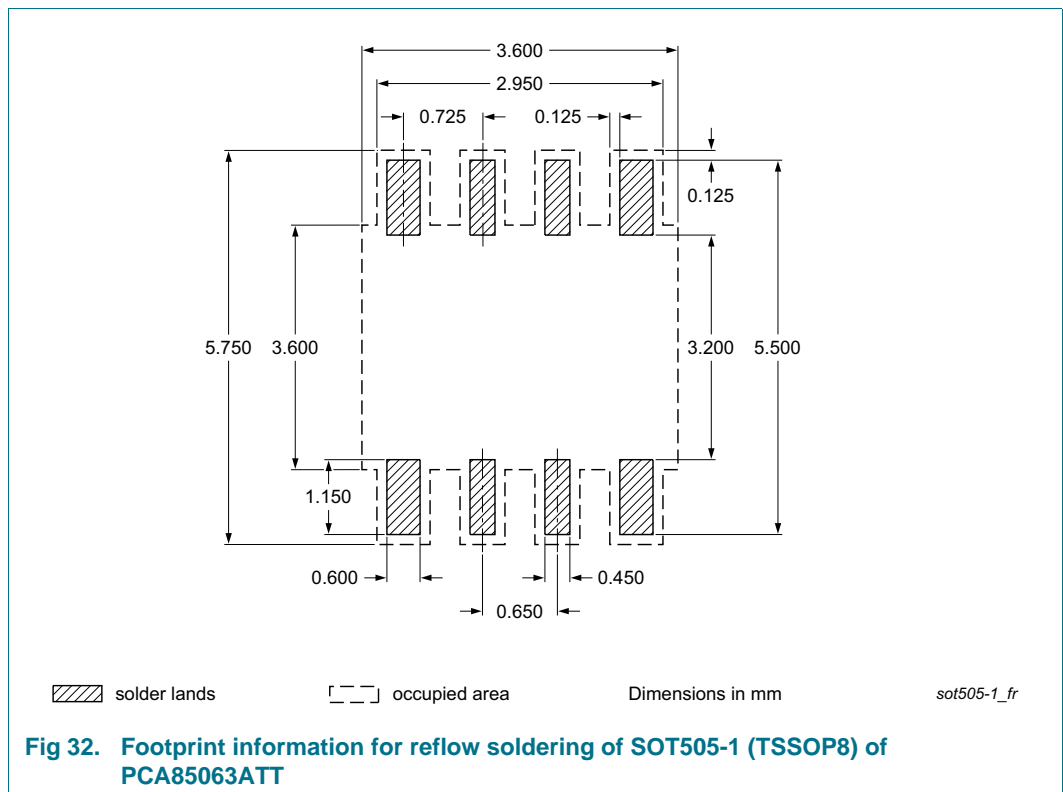 3.600
2.950
0.725 0.125
0.125
5.750 3.600 3.200 5.500
1.150
0.600 0.450
0.650
solder lands occupied area Dimensions in mm sot505-1_fr
Fig 32. Footprint information for reflow soldering of SOT505-1 (TSSOP8) of
PCA85063ATT